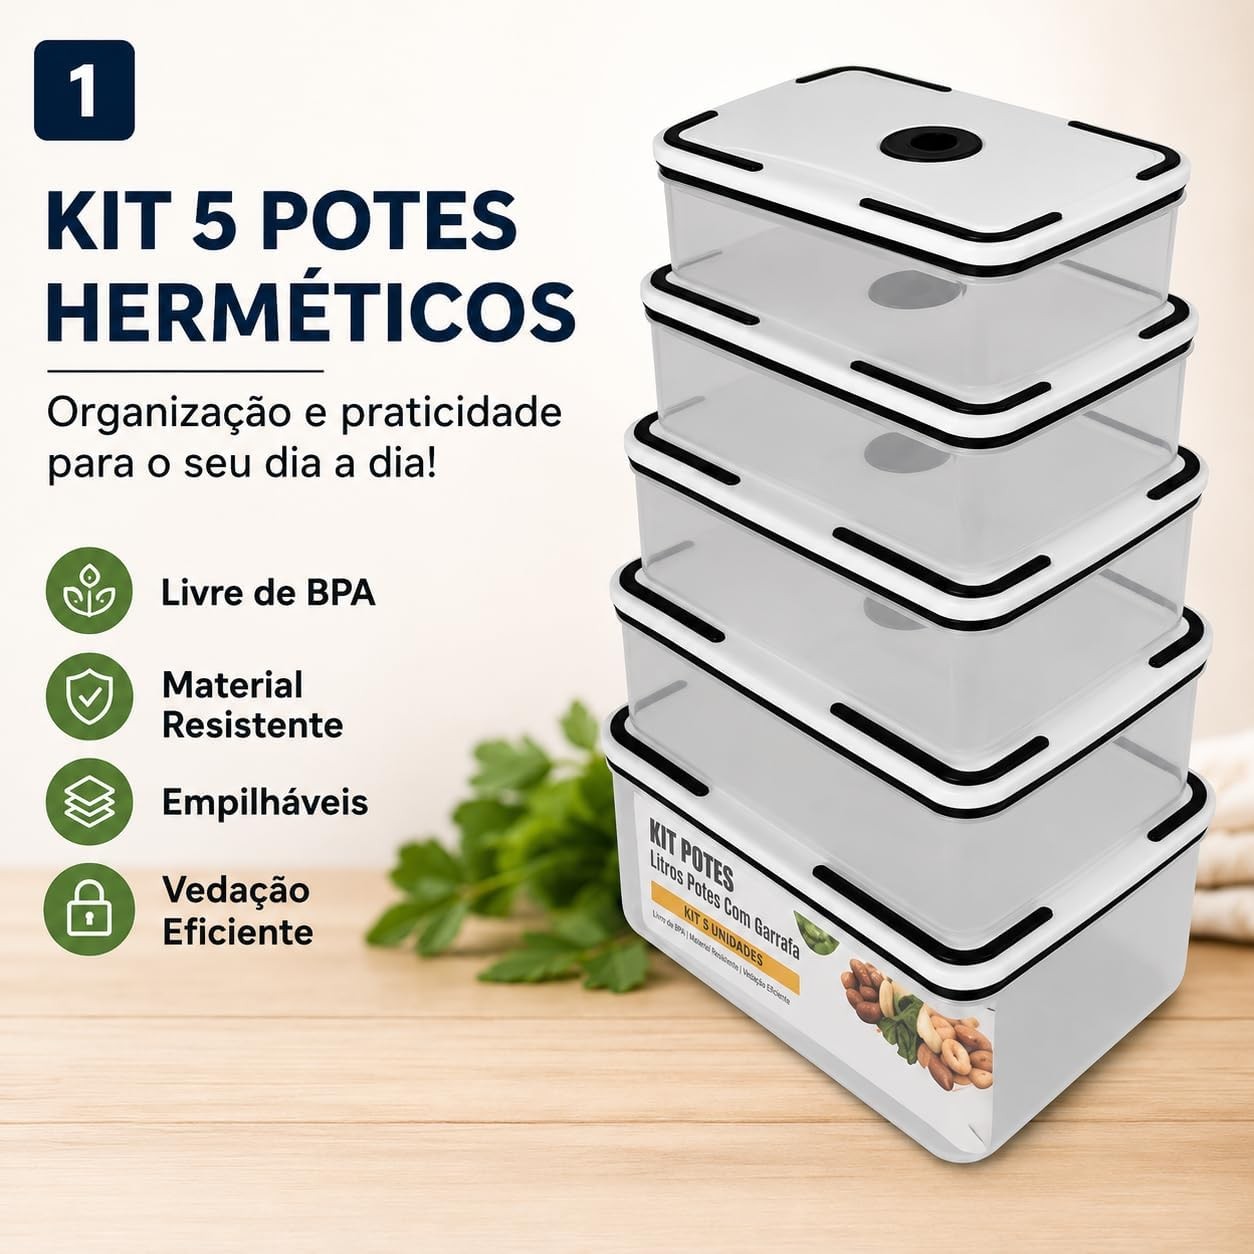 1
KIT 5 POTES
HERMÉTICOS
Organização e praticidade
para o seu dia a dia!
Livre de BPA
Material
Resistente
Empilháveis
Vedação
Eficiente
KIT POTES
Litros Potes Com Garrafa
KIT 5 UNIDADES
Livre de BPA | Material Resistente | Vedação Eficiente